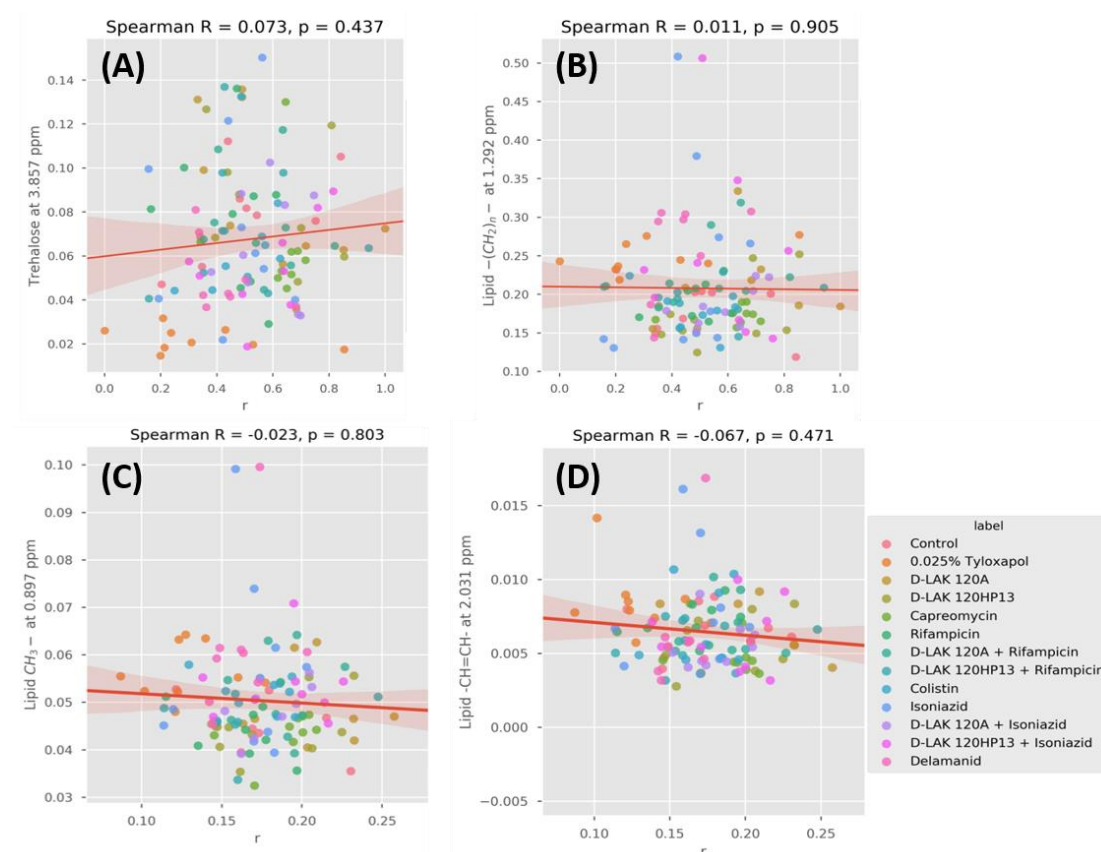 Spearman R = 0.073, p = 0.437
(A)
Trehalose at 3.857 ppm
0.14
0.12
0.10
0.08
0.06
0.04
0.02
0.0
0.2
0.4
0.6
0.8
1.0
r
Spearman R = 0.011, p = 0.905
(B)
Lipid −(CH₂)n− at 1.292 ppm
0.50
0.45
0.40
0.35
0.30
0.25
0.20
0.15
0.10
0.0
0.2
0.4
0.6
0.8
1.0
r
Spearman R = -0.023, p = 0.803
(C)
Lipid CH₃− at 0.897 ppm
0.10
0.09
0.08
0.07
0.06
0.05
0.04
0.03
0.10
0.15
0.20
0.25
r
Spearman R = -0.067, p = 0.471
(D)
Lipid -CH=CH- at 2.031 ppm
0.015
0.010
0.005
0.000
−0.005
0.10
0.15
0.20
0.25
r
label
Control
0.025% Tyloxapol
D-LAK 120A
D-LAK 120HP13
Capreomycin
Rifampicin
D-LAK 120A + Rifampicin
D-LAK 120HP13 + Rifampicin
Colistin
Isoniazid
D-LAK 120A + Isoniazid
D-LAK 120HP13 + Isoniazid
Delamanid